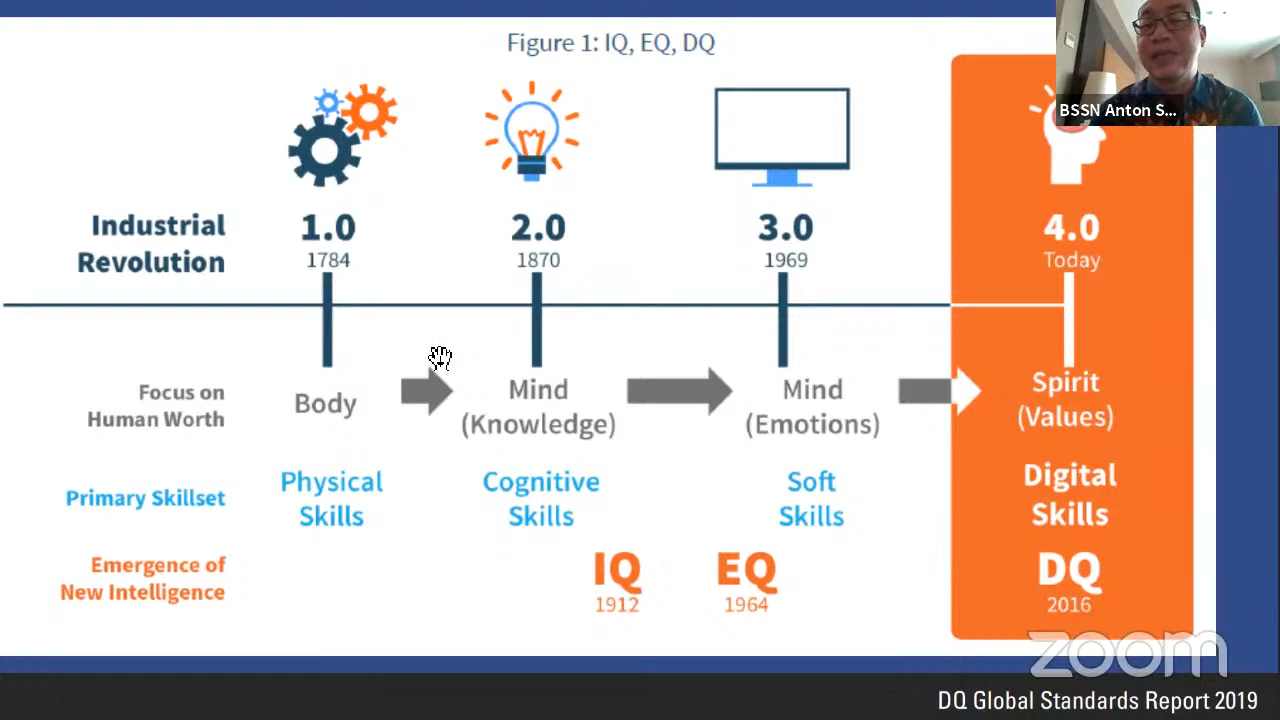 Figure 1: IQ, EQ, DQ
BSSN Anton S...
Industrial
Revolution
1.0
1784
2.0
1870
3.0
1969
4.0
Today
Focus on
Human Worth
Body
Mind
(Knowledge)
Mind
(Emotions)
Spirit
(Values)
Primary Skillset
Physical
Skills
Cognitive
Skills
Soft
Skills
Digital
Skills
Emergence of
New Intelligence
IQ
1912
EQ
1964
DQ
2016
zoom
DQ Global Standards Report 2019